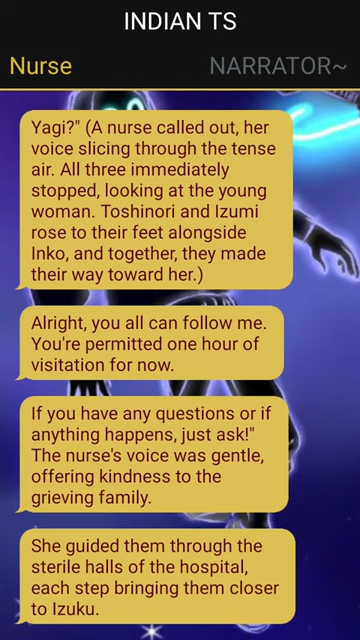 INDIAN TS
Nurse NARRATOR~
Yagi?" (A nurse called out, her
voice slicing through the tense
air. All three immediately
stopped, looking at the young
woman. Toshinori and Izumi
rose to their feet alongside
Inko, and together, they made
their way toward her.)
Alright, you all can follow me.
You're permitted one hour of
visitation for now.
If you have any questions or if
anything happens, just ask!"
The nurse's voice was gentle,
offering kindness to the
grieving family.
She guided them through the
sterile halls of the hospital,
each step bringing them closer
to Izuku.